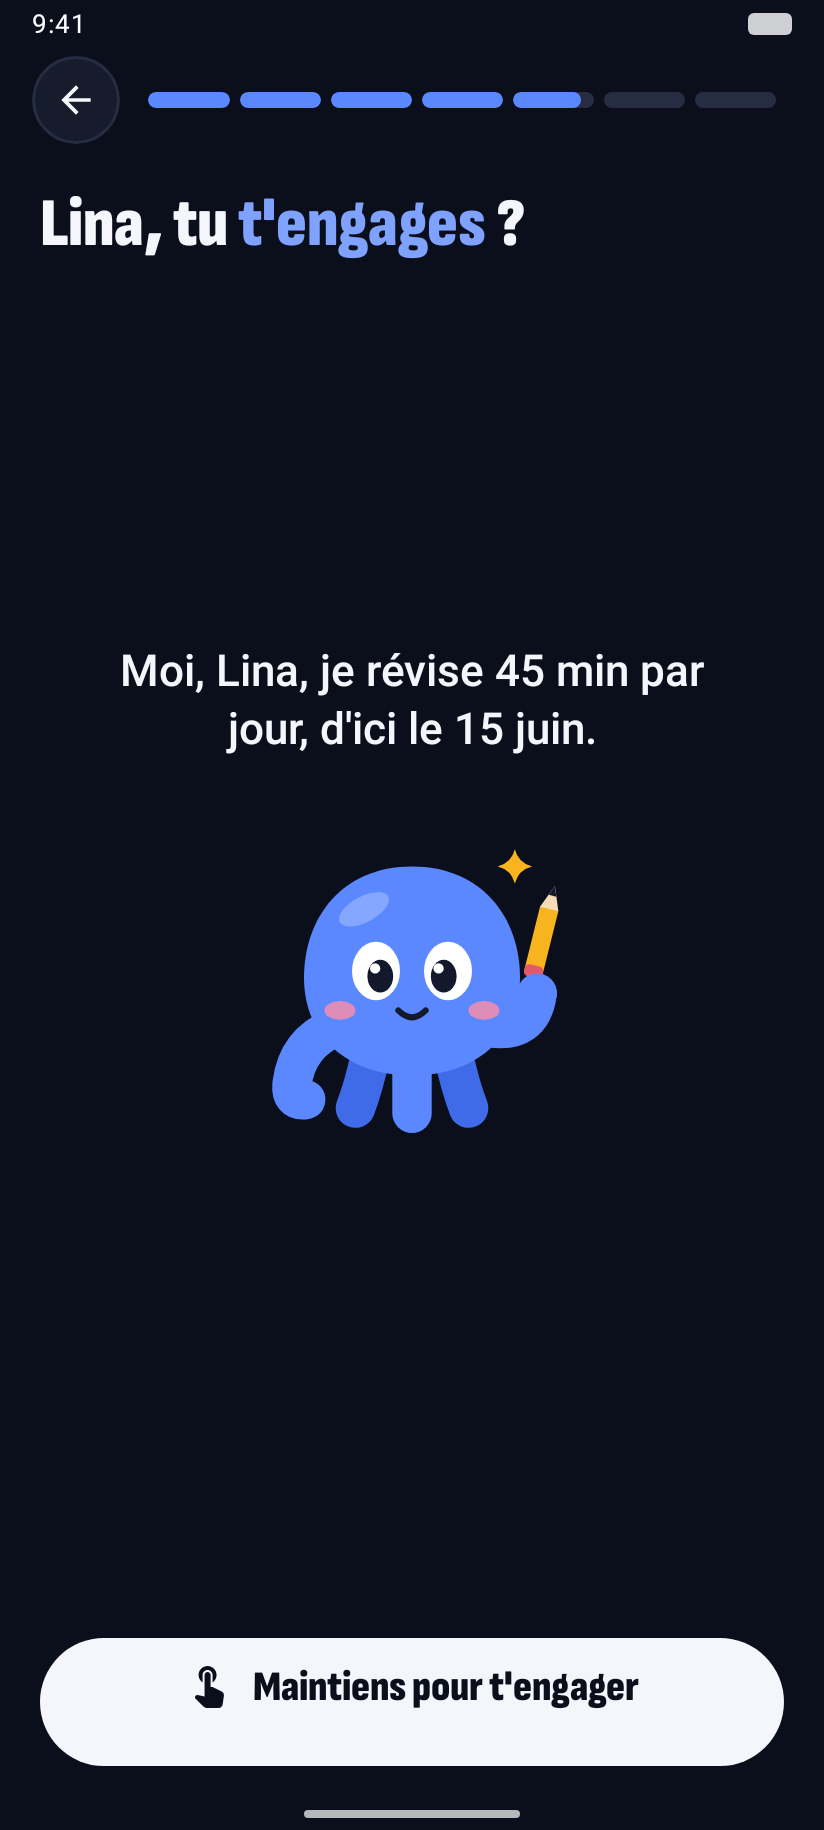 9:41
Lina, tu t'engages ?
Moi, Lina, je révise 45 min par
jour, d'ici le 15 juin.
Maintiens pour t'engager